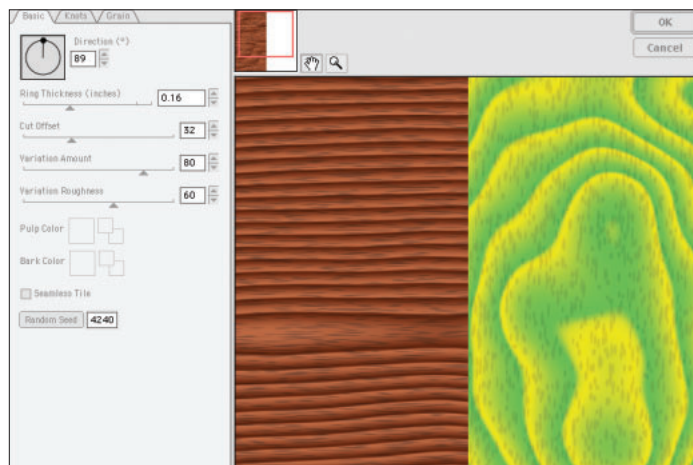 Basic Knots Grain
Direction (°)
89
Ring Thickness (inches) 0.16
Cut Offset 32
Variation Amount 80
Variation Roughness 60
Pulp Color
Bark Color
Seamless Tile
Random Seed 4240
OK
Cancel